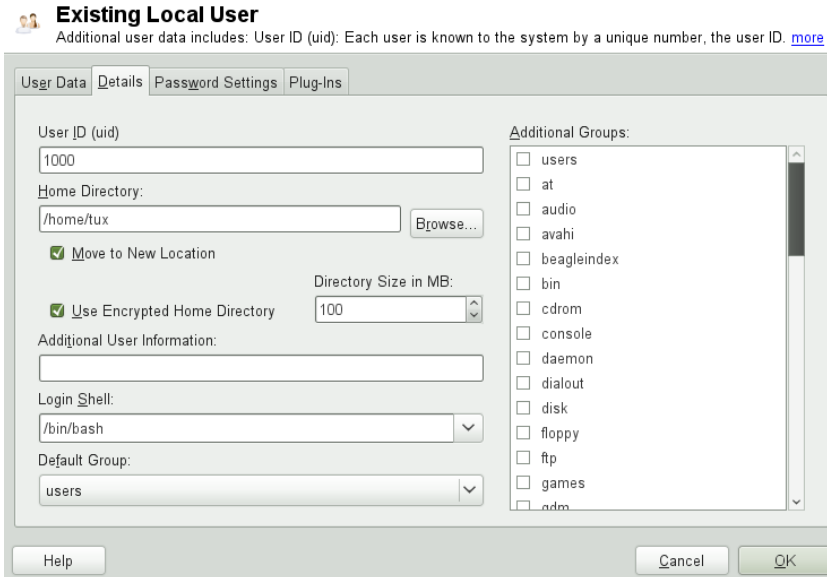 Existing Local User
Additional user data includes: User ID (uid): Each user is known to the system by a unique number, the user ID. more
User Data Details Password Settings Plug-Ins
User ID (uid)
1000
Home Directory:
/home/tux
Browse...
Move to New Location
Directory Size in MB:
Use Encrypted Home Directory
100
Additional User Information:
Login Shell:
/bin/bash
Default Group:
users
Additional Groups:
users
at
audio
avahi
beagleindex
bin
cdrom
console
daemon
dialout
disk
floppy
ftp
games
gdm
Help
Cancel
OK